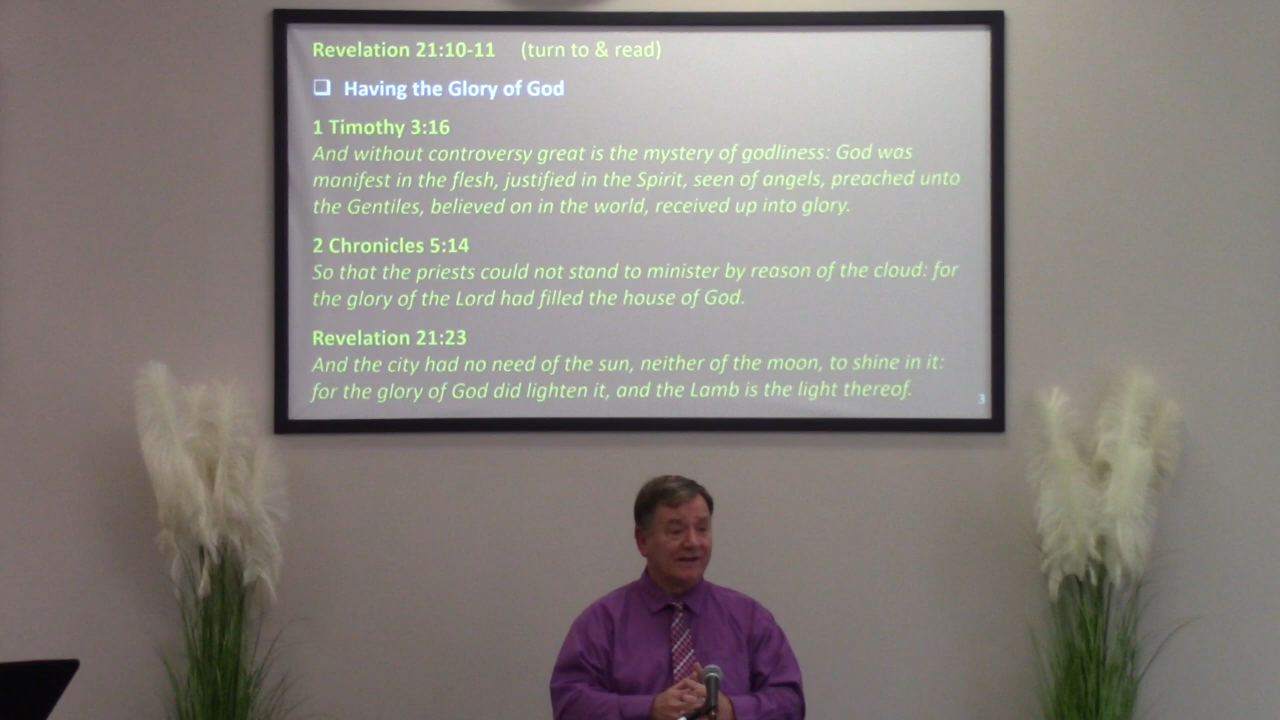 Revelation 21:10-11 (turn to & read)
❑ Having the Glory of God
1 Timothy 3:16
And without controversy great is the mystery of godliness: God was
manifest in the flesh, justified in the Spirit, seen of angels, preached unto
the Gentiles, believed on in the world, received up into glory.
2 Chronicles 5:14
So that the priests could not stand to minister by reason of the cloud: for
the glory of the Lord had filled the house of God.
Revelation 21:23
And the city had no need of the sun, neither of the moon, to shine in it:
for the glory of God did lighten it, and the Lamb is the light thereof.
3